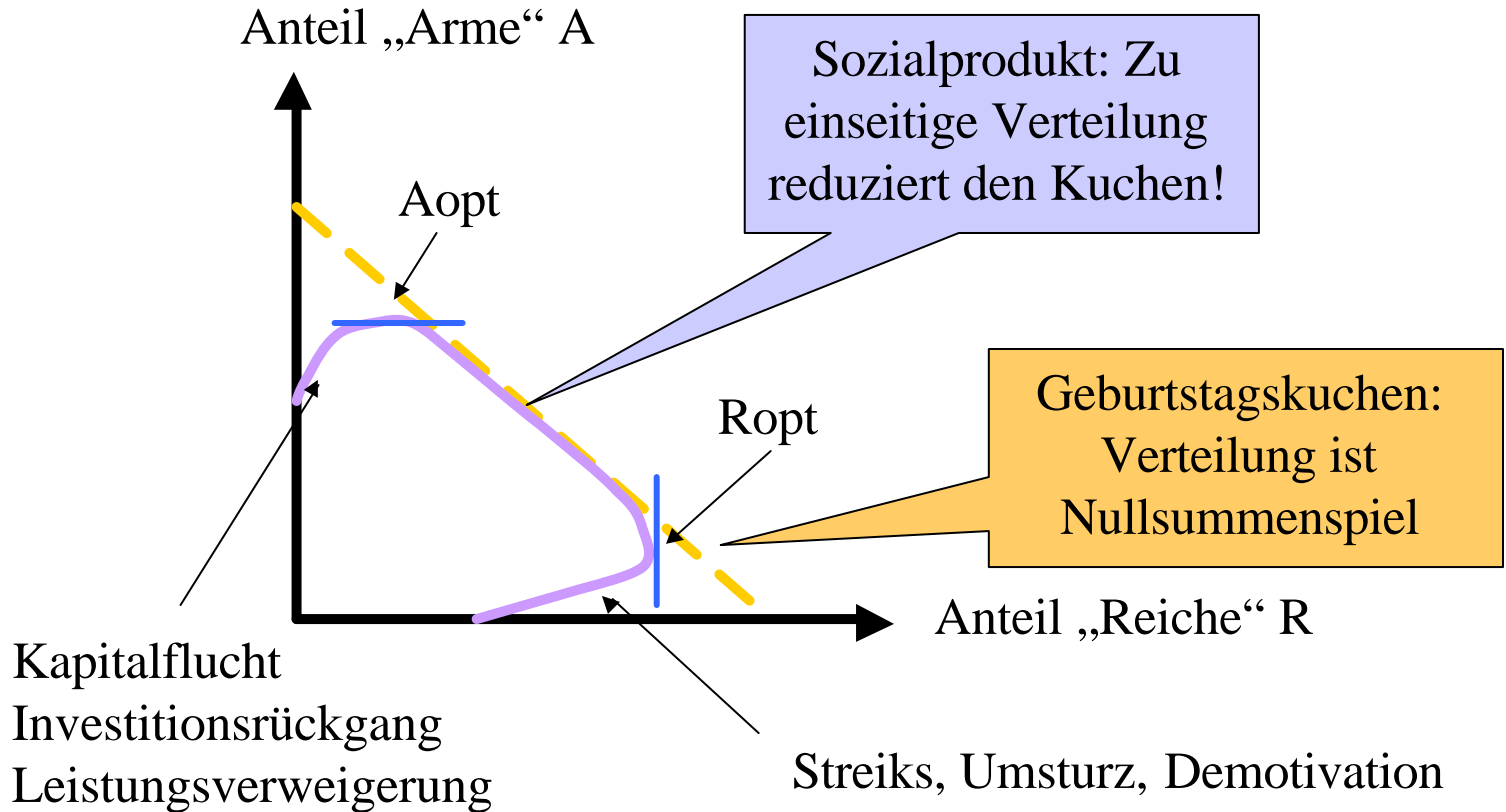 Anteil „Arme“ A
Sozialprodukt: Zu
einseitige Verteilung
reduziert den Kuchen!
Aopt
Geburtstagskuchen:
Verteilung ist
Nullsummenspiel
Ropt
Anteil „Reiche“ R
Kapitalflucht
Investitionsrückgang
Leistungsverweigerung
Streiks, Umsturz, Demotivation